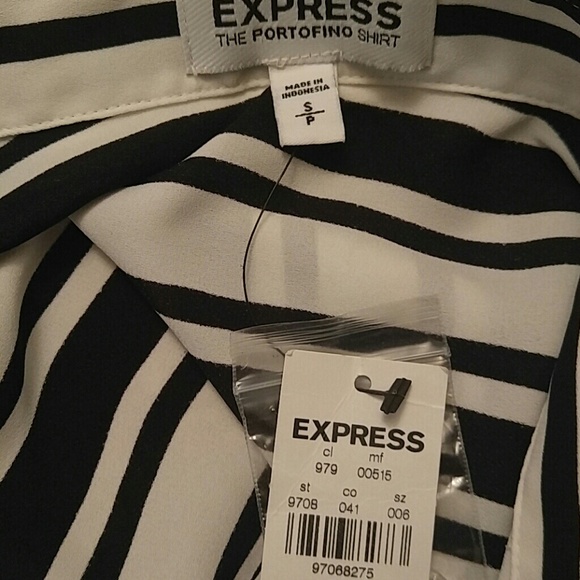 EXPRESS
THE PORTOFINO SHIRT
MADE IN
INDONESIA
S
P
EXPRESS
cl mf
979 00515
st co sz
9708 041 006
97068275